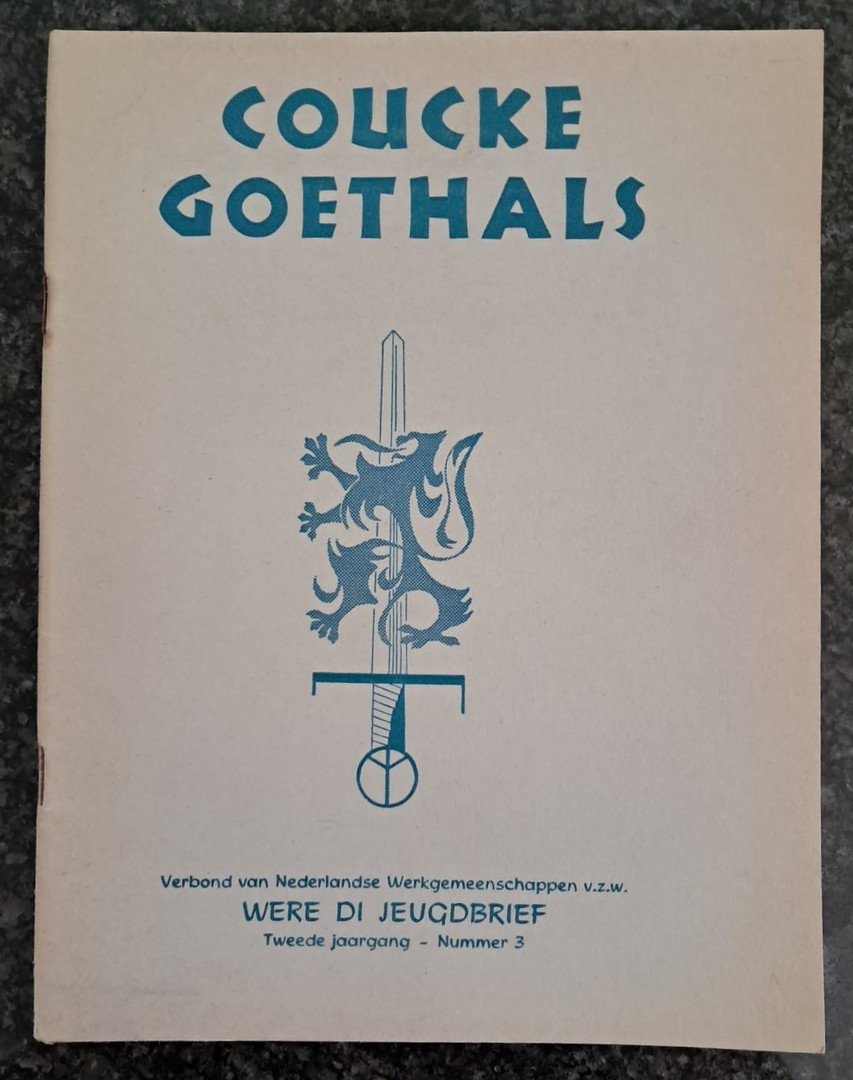 COUCKE
GOETHALS
Verbond van Nederlandse Werkgemeenschappen v.z.w.
WERE DI JEUGDBRIEF
Tweede jaargang - Nummer 3